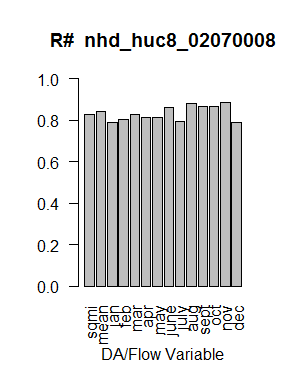 R#  nhd_huc8_02070008
1.0
0.8
0.6
0.4
0.2
0.0
sqmi
mean
jan
feb
mar
apr
may
june
july
aug
sept
oct
nov
dec
DA/Flow Variable